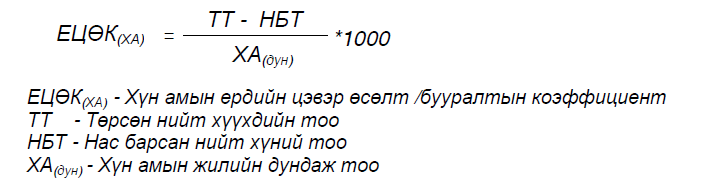 ЕЦӨК(ХА) = ТТ - НБТ / ХА(дун) *1000
ЕЦӨК(ХА) - Хүн амын ердийн цэвэр өсөлт /бууралтын коэффициент
ТТ - Төрсөн нийт хүүхдийн тоо
НБТ - Нас барсан нийт хүний тоо
ХА(дун) - Хүн амын жилийн дундаж тоо